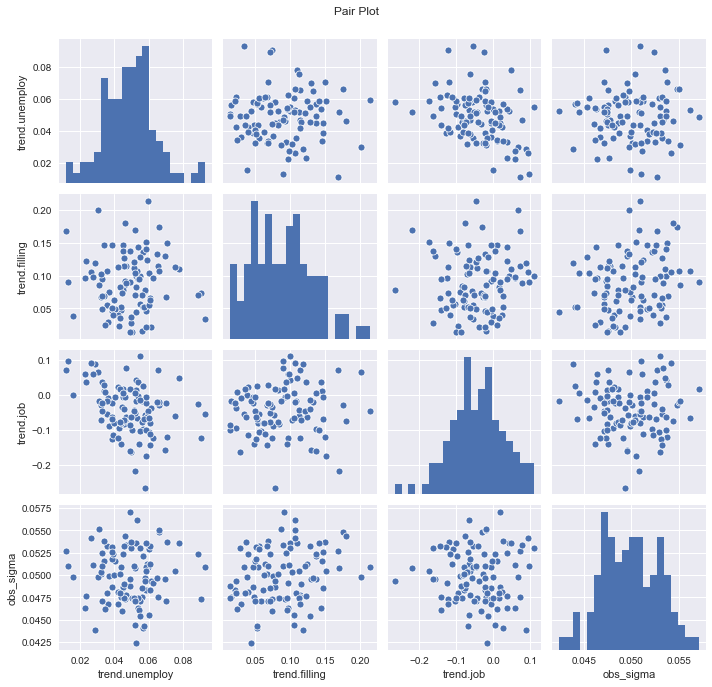 Pair Plot
trend.unemploy
0.08
0.06
0.04
0.02
trend.filling
0.20
0.15
0.10
0.05
trend.job
0.1
0.0
−0.1
−0.2
obs_sigma
0.0575
0.0550
0.0525
0.0500
0.0475
0.0450
0.0425
0.02 0.04 0.06 0.08 0.05 0.10 0.15 0.20 −0.2 −0.1 0.0 0.1 0.045 0.050 0.055
trend.unemploy trend.filling trend.job obs_sigma